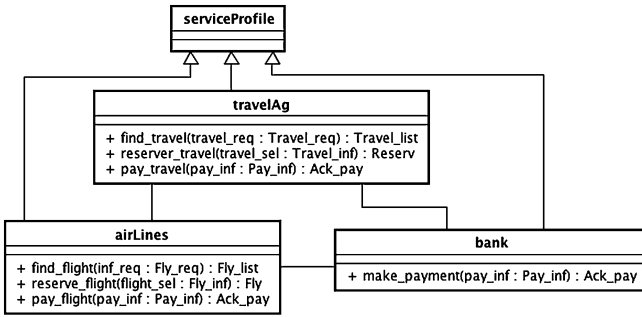 serviceProfile
travelAg
+ find_travel(travel_req : Travel_req) : Travel_list
+ reserver_travel(travel_sel : Travel_inf) : Reserv
+ pay_travel(pay_inf : Pay_inf) : Ack_pay
airLines
+ find_flight(inf_req : Fly_req) : Fly_list
+ reserve_flight(flight_sel : Fly_inf) : Fly
+ pay_flight(pay_inf : Pay_inf) : Ack_pay
bank
+ make_payment(pay_inf : Pay_inf) : Ack_pay